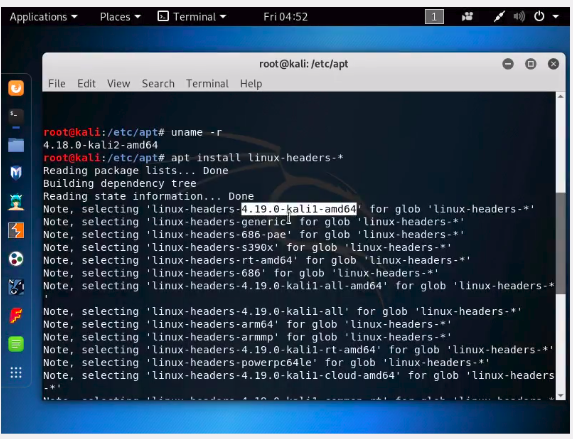 Applications Places Terminal Fri 04:52 1
root@kali: /etc/apt
File Edit View Search Terminal Help
root@kali:/etc/apt# uname -r
4.18.0-kali2-amd64
root@kali:/etc/apt# apt install linux-headers-*
Reading package lists... Done
Building dependency tree
Reading state information... Done
Note, selecting 'linux-headers-4.19.0-kali1-amd64' for glob 'linux-headers-*'
Note, selecting 'linux-headers-generic' for glob 'linux-headers-*'
Note, selecting 'linux-headers-686-pae' for glob 'linux-headers-*'
Note, selecting 'linux-headers-s390x' for glob 'linux-headers-*'
Note, selecting 'linux-headers-rt-amd64' for glob 'linux-headers-*'
Note, selecting 'linux-headers-686' for glob 'linux-headers-*'
Note, selecting 'linux-headers-4.19.0-kali1-all-amd64' for glob 'linux-headers-*
'
Note, selecting 'linux-headers-4.19.0-kali1-all' for glob 'linux-headers-*'
Note, selecting 'linux-headers-arm64' for glob 'linux-headers-*'
Note, selecting 'linux-headers-armmp' for glob 'linux-headers-*'
Note, selecting 'linux-headers-4.19.0-kali1-rt-amd64' for glob 'linux-headers-*'
Note, selecting 'linux-headers-powerpc64le' for glob 'linux-headers-*'
Note, selecting 'linux-headers-4.19.0-kali1-cloud-amd64' for glob 'linux-headers
-*'